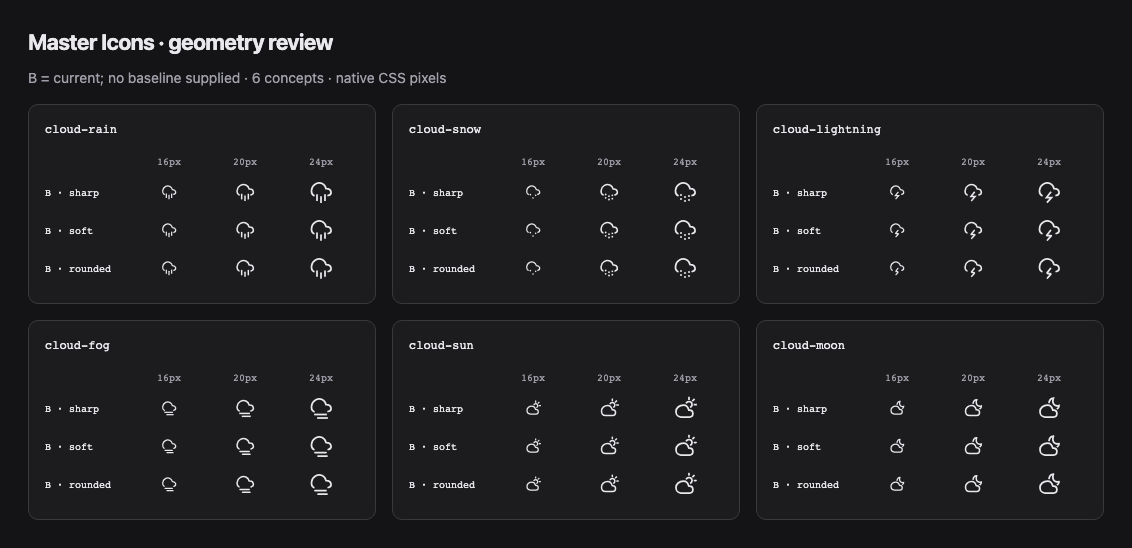 Master Icons · geometry review
B = current; no baseline supplied · 6 concepts · native CSS pixels
cloud-rain
16px 20px 24px
B · sharp
B · soft
B · rounded
cloud-snow
16px 20px 24px
B · sharp
B · soft
B · rounded
cloud-lightning
16px 20px 24px
B · sharp
B · soft
B · rounded
cloud-fog
16px 20px 24px
B · sharp
B · soft
B · rounded
cloud-sun
16px 20px 24px
B · sharp
B · soft
B · rounded
cloud-moon
16px 20px 24px
B · sharp
B · soft
B · rounded